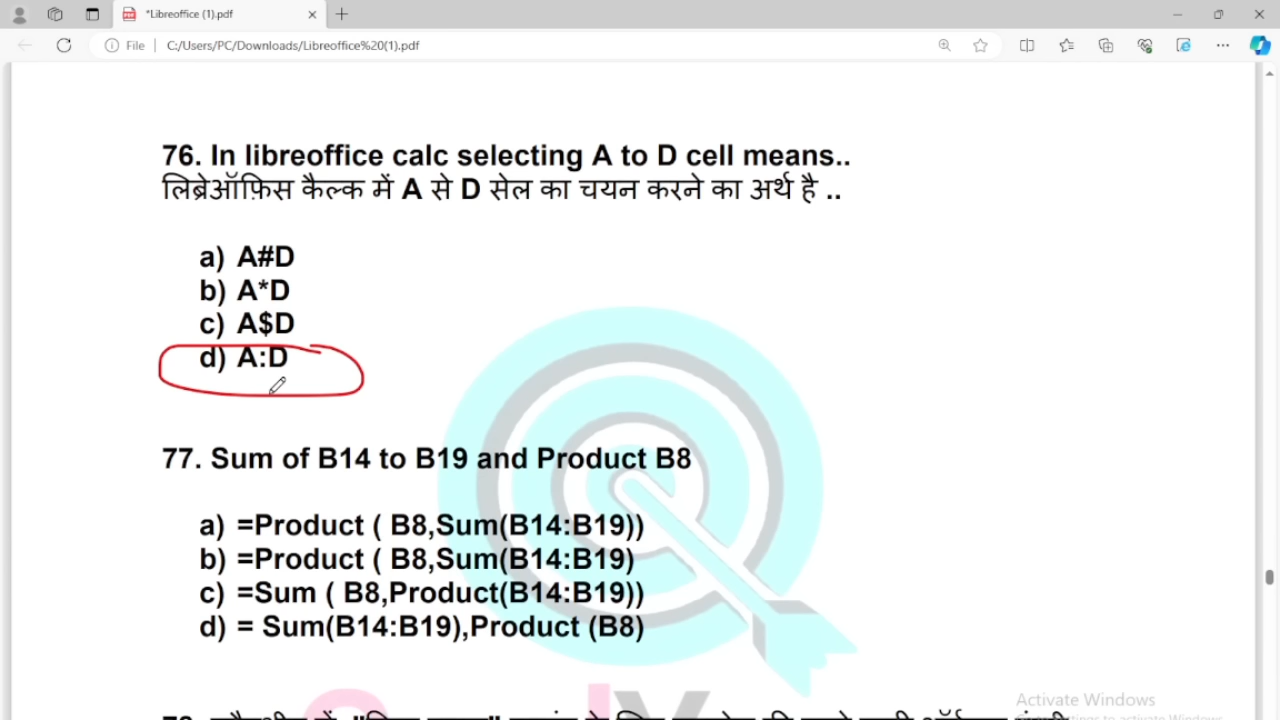 *Libreoffice (1).pdf
File
C:/Users/PC/Downloads/Libreoffice%20(1).pdf
76. In libreoffice calc selecting A to D cell means..
लिब्रेऑफ़िस कैल्क में A से D सेल का चयन करने का अर्थ है ..
a) A#D
b) A*D
c) A$D
d) A:D
77. Sum of B14 to B19 and Product B8
a) =Product ( B8,Sum(B14:B19))
b) =Product ( B8,Sum(B14:B19)
c) =Sum ( B8,Product(B14:B19))
d) = Sum(B14:B19),Product (B8)
Activate Windows